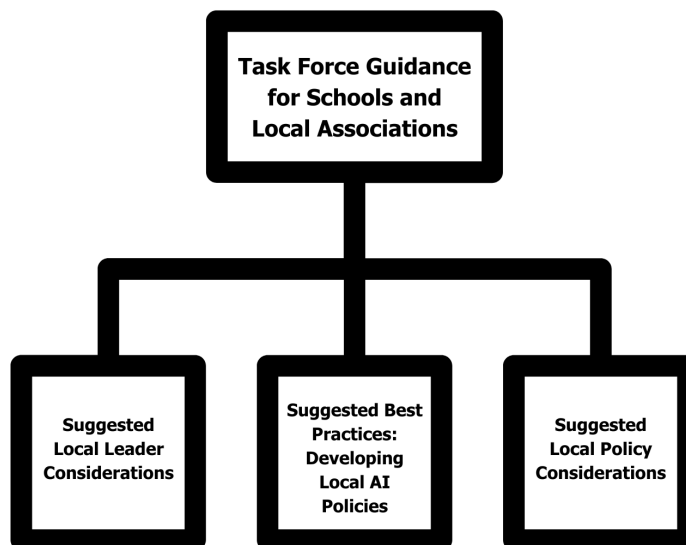 Task Force Guidance
for Schools and
Local Associations
Suggested
Local Leader
Considerations
Suggested Best
Practices:
Developing
Local AI
Policies
Suggested
Local Policy
Considerations